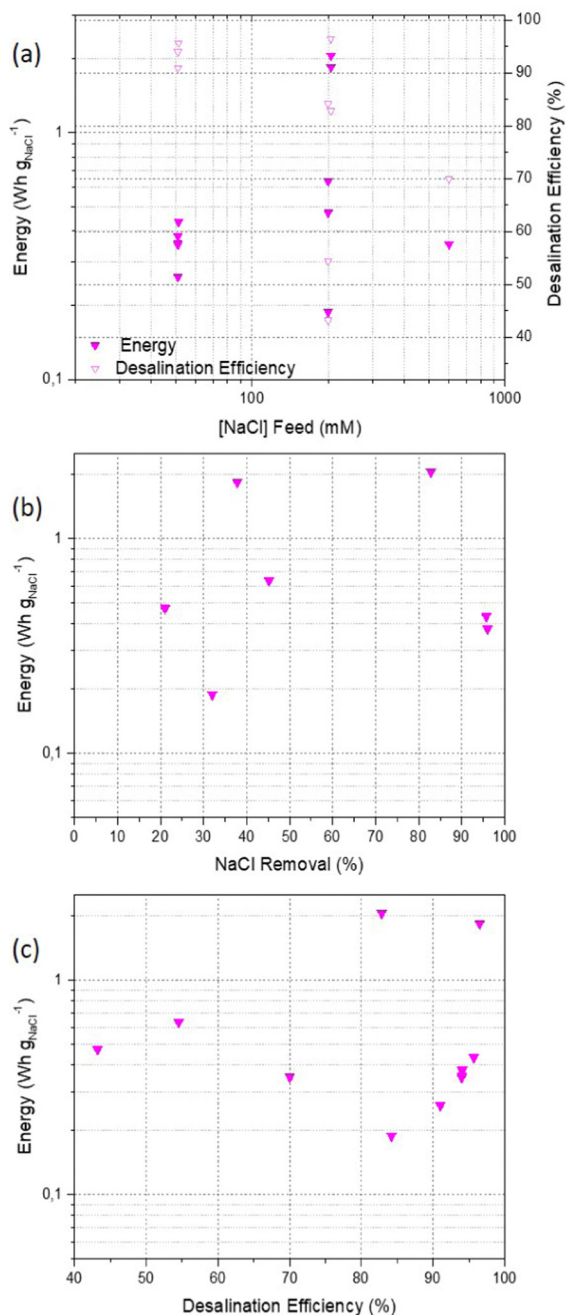 (a)
Energy (Wh gNaCl-1)
1
0,1
100
90
80
70
60
50
40
Desalination Efficiency (%)
Energy
Desalination Efficiency
100 1000
[NaCl] Feed (mM)
(b)
Energy (Wh gNaCl-1)
1
0,1
0 10 20 30 40 50 60 70 80 90 100
NaCl Removal (%)
(c)
Energy (Wh gNaCl-1)
1
0,1
40 50 60 70 80 90 100
Desalination Efficiency (%)